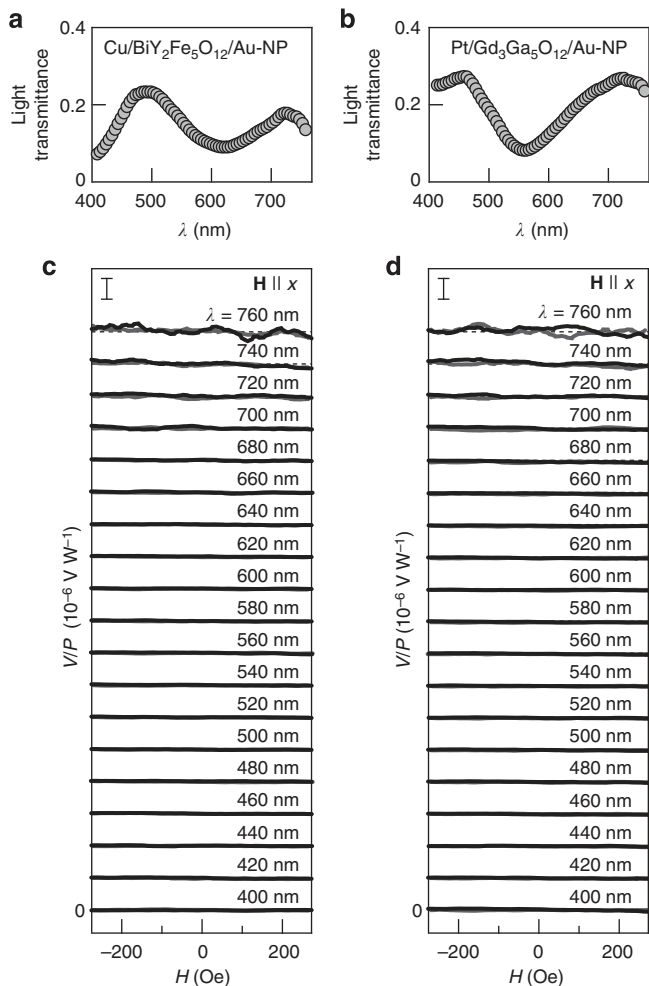 a
Cu/BiY₂Fe₅O₁₂/Au-NP
0.4
0.2
0
Light
transmittance
400 500 600 700
λ (nm)
b
Pt/Gd₃Ga₅O₁₂/Au-NP
0.4
0.2
0
Light
transmittance
400 500 600 700
λ (nm)
c
H || x
λ = 760 nm
740 nm
720 nm
700 nm
680 nm
660 nm
640 nm
620 nm
600 nm
580 nm
560 nm
540 nm
520 nm
500 nm
480 nm
460 nm
440 nm
420 nm
400 nm
V/P (10⁻⁶ V W⁻¹)
0
−200 0 200
H (Oe)
d
H || x
λ = 760 nm
740 nm
720 nm
700 nm
680 nm
660 nm
640 nm
620 nm
600 nm
580 nm
560 nm
540 nm
520 nm
500 nm
480 nm
460 nm
440 nm
420 nm
400 nm
V/P (10⁻⁶ V W⁻¹)
0
−200 0 200
H (Oe)